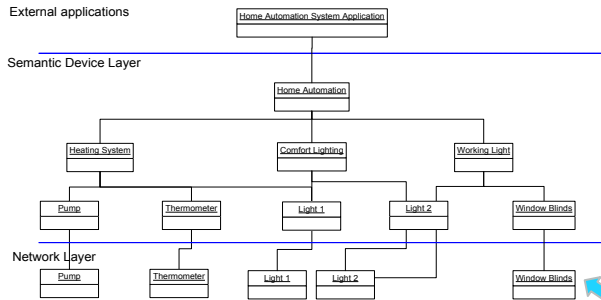 External applications
Home Automation System Application
Semantic Device Layer
Home Automation
Heating System
Comfort Lighting
Working Light
Pump
Thermometer
Light 1
Light 2
Window Blinds
Network Layer
Pump
Thermometer
Light 1
Light 2
Window Blinds